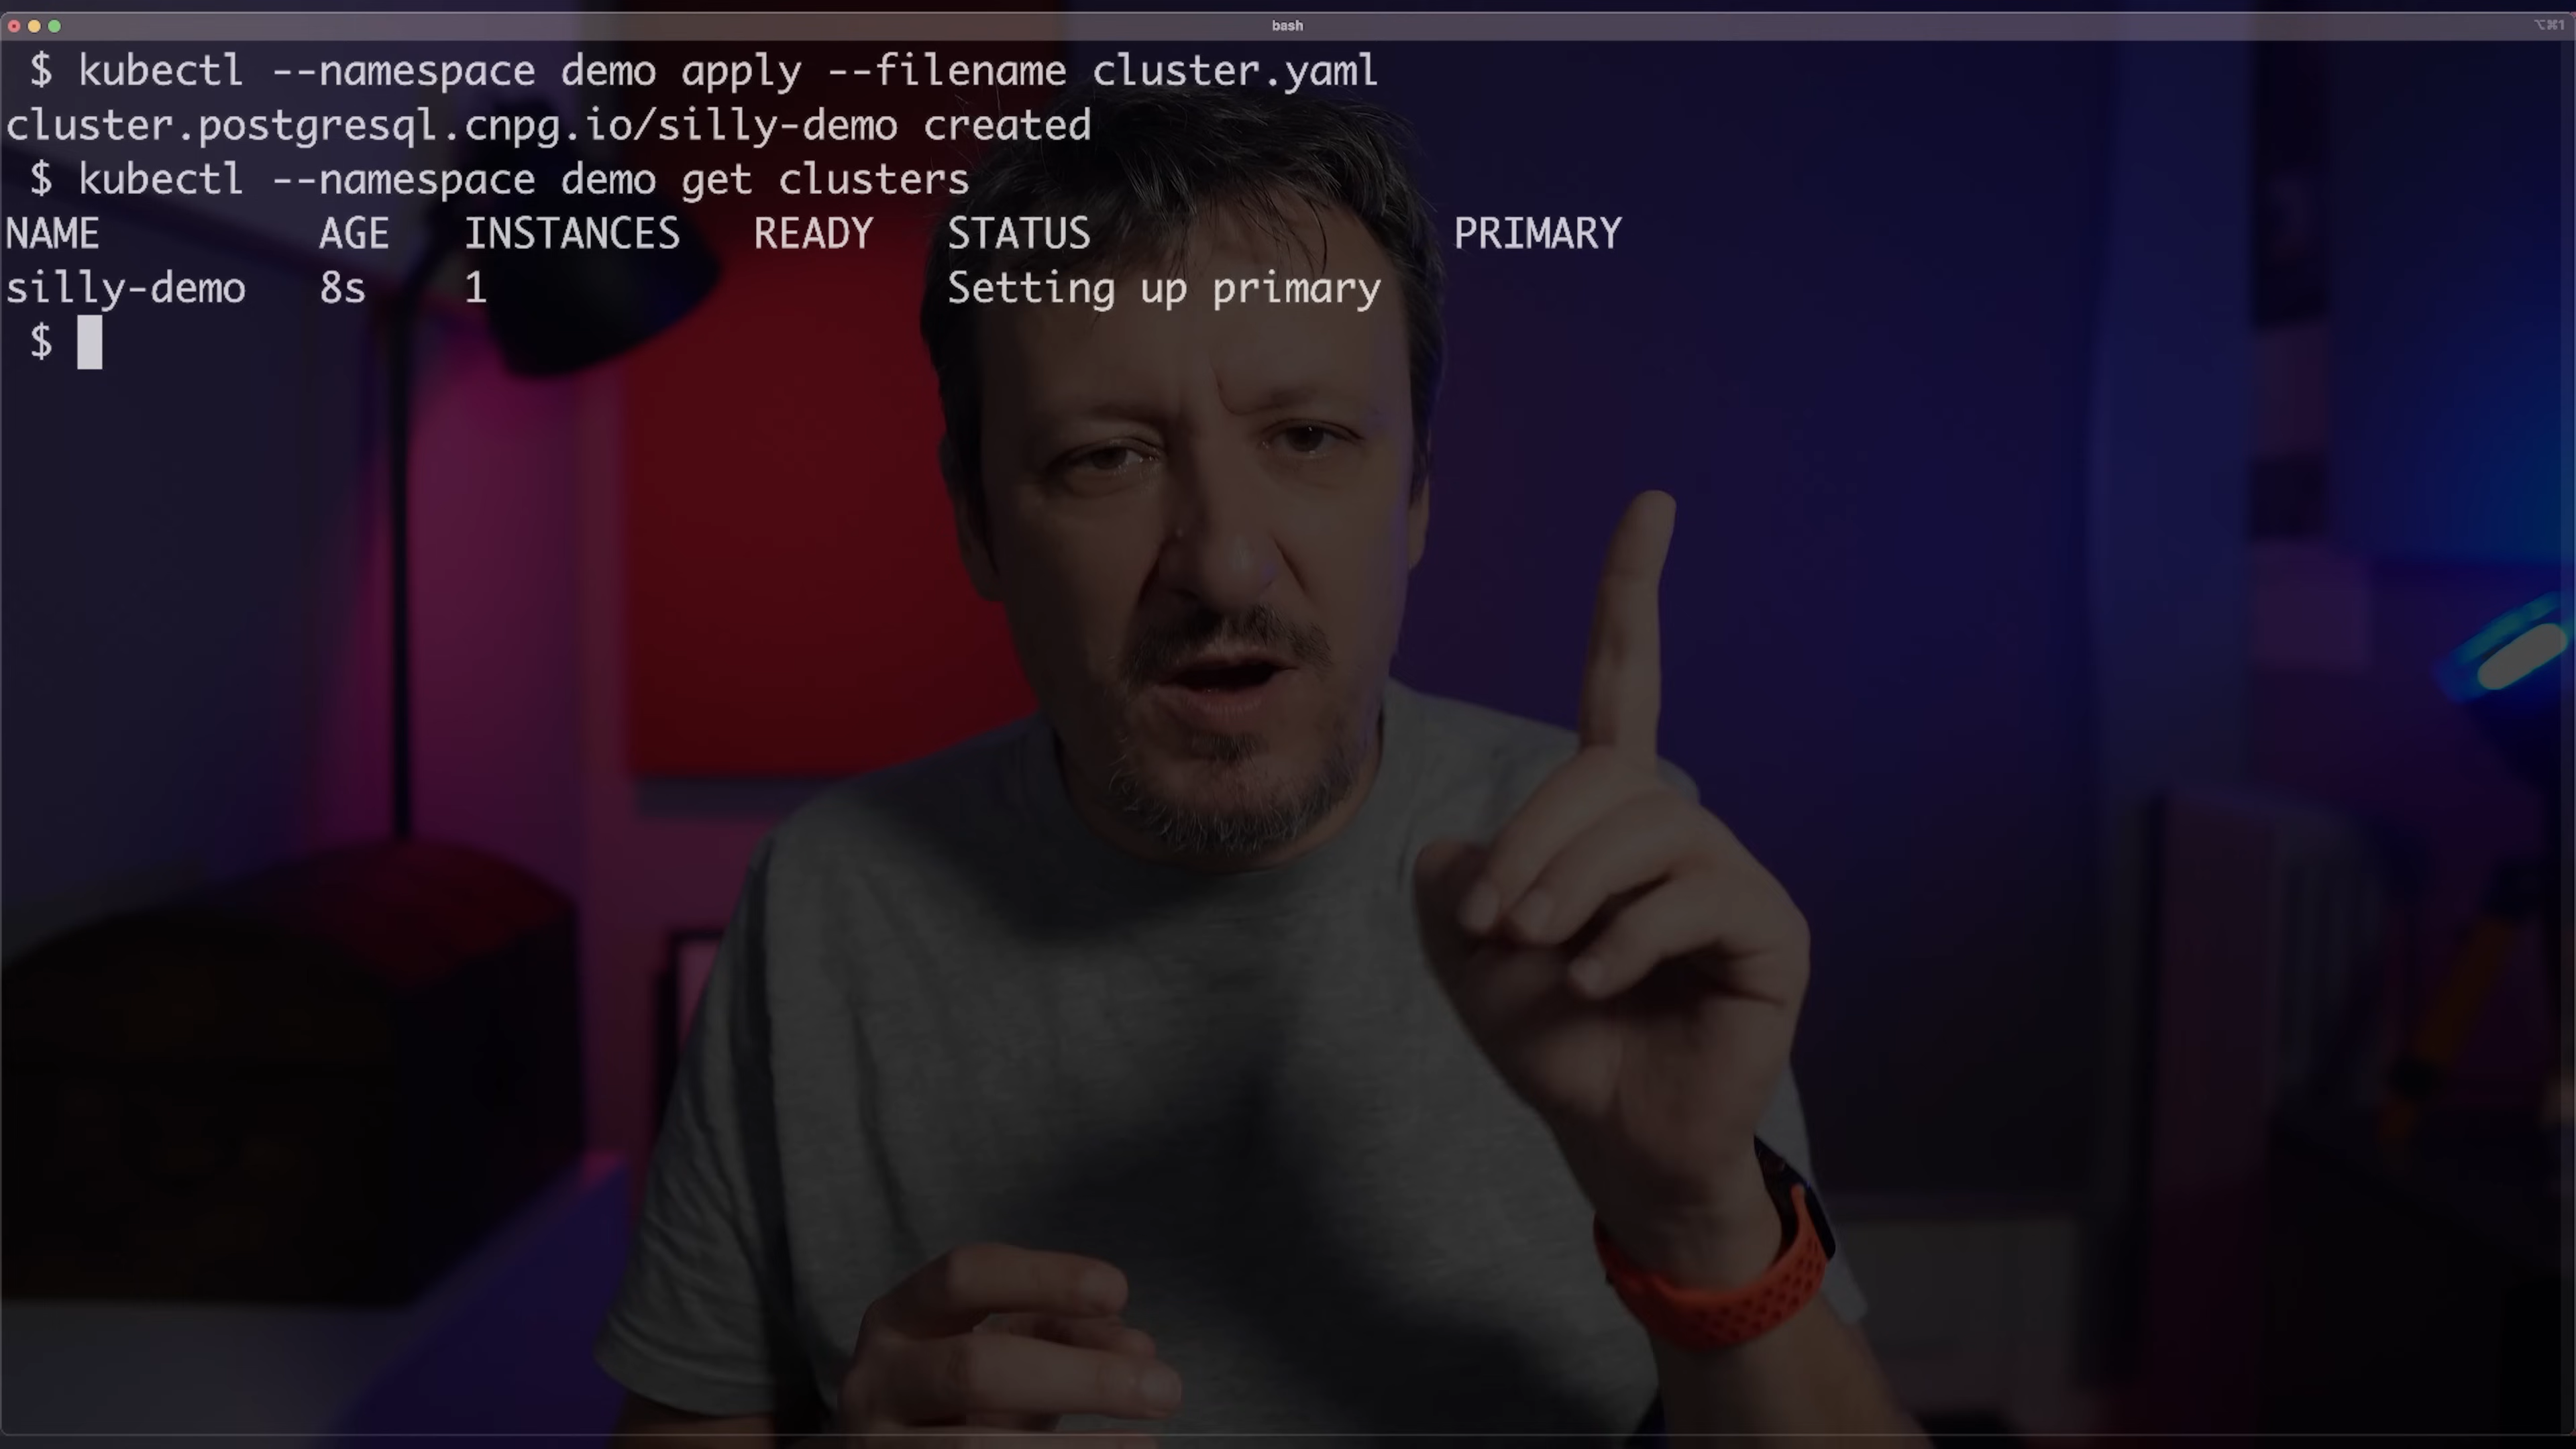 bash
⌥⌘1
$ kubectl --namespace demo apply --filename cluster.yaml
cluster.postgresql.cnpg.io/silly-demo created
$ kubectl --namespace demo get clusters
NAME AGE INSTANCES READY STATUS PRIMARY
silly-demo 8s 1 Setting up primary
$